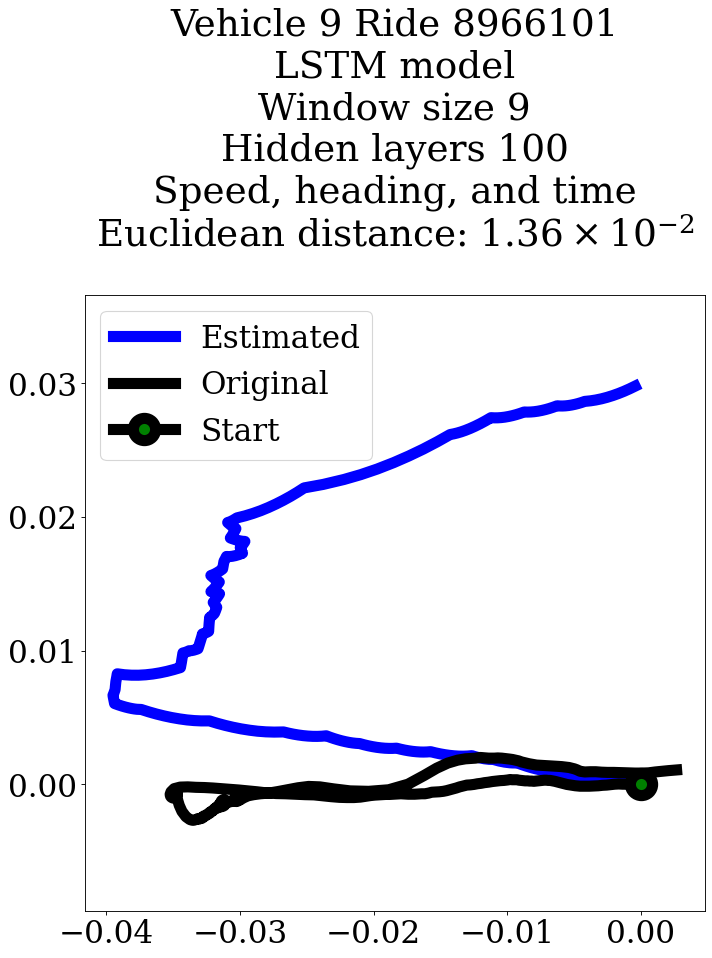 Vehicle 9 Ride 8966101
LSTM model
Window size 9
Hidden layers 100
Speed, heading, and time
Euclidean distance: 1.36 × 10⁻²
Estimated
Original
Start
0.03
0.02
0.01
0.00
−0.04 −0.03 −0.02 −0.01 0.00